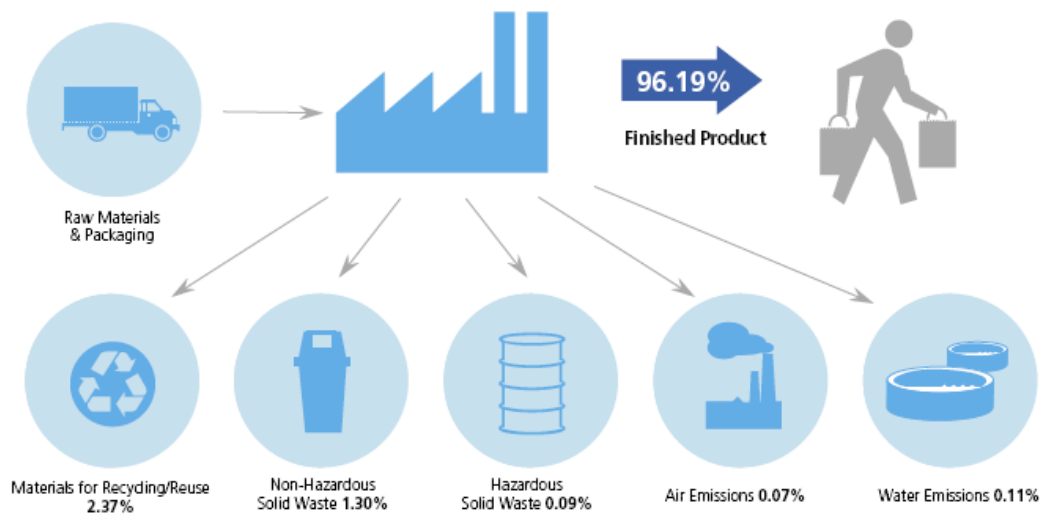 96.19%
Finished Product
Raw Materials
& Packaging
Materials for Recyding/Reuse
2.37%
Non-Hazardous
Solid Waste 1.30%
Hazardous
Solid Waste 0.09%
Air Emissions 0.07%
Water Emissions 0.11%